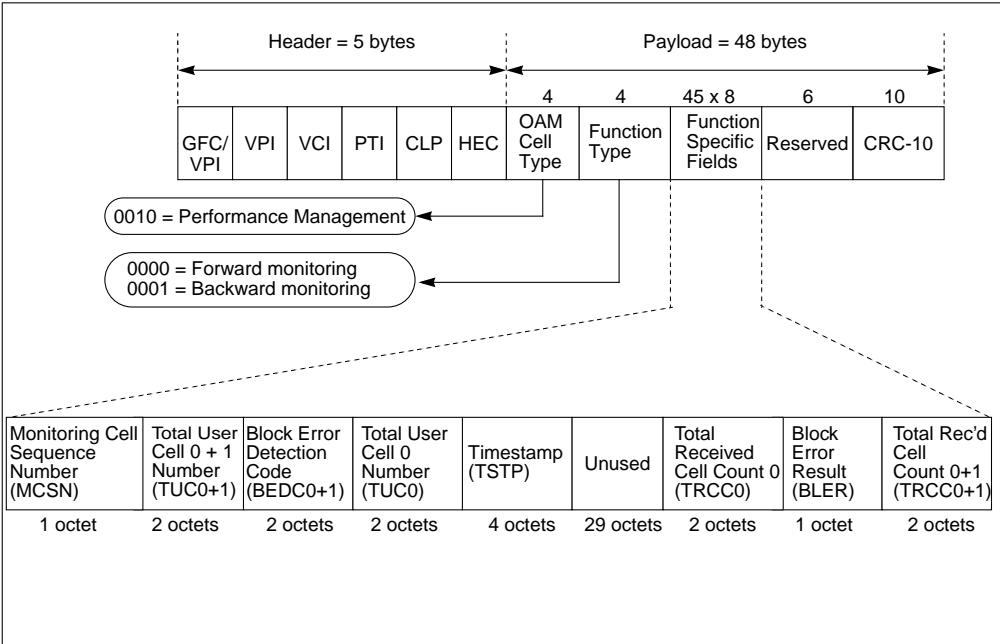 Header = 5 bytes
Payload = 48 bytes
4
4
45 x 8
6
10
GFC/
VPI
VPI
VCI
PTI
CLP
HEC
OAM
Cell
Type
Function
Type
Function
Specific
Fields
Reserved
CRC-10
0010 = Performance Management
0000 = Forward monitoring
0001 = Backward monitoring
Monitoring Cell
Sequence
Number
(MCSN)
Total User
Cell 0 + 1
Number
(TUC0+1)
Block Error
Detection
Code
(BEDC0+1)
Total User
Cell 0
Number
(TUC0)
Timestamp
(TSTP)
Unused
Total
Received
Cell Count 0
(TRCC0)
Block
Error
Result
(BLER)
Total Rec'd
Cell
Count 0+1
(TRCC0+1)
1 octet
2 octets
2 octets
2 octets
4 octets
29 octets
2 octets
1 octet
2 octets